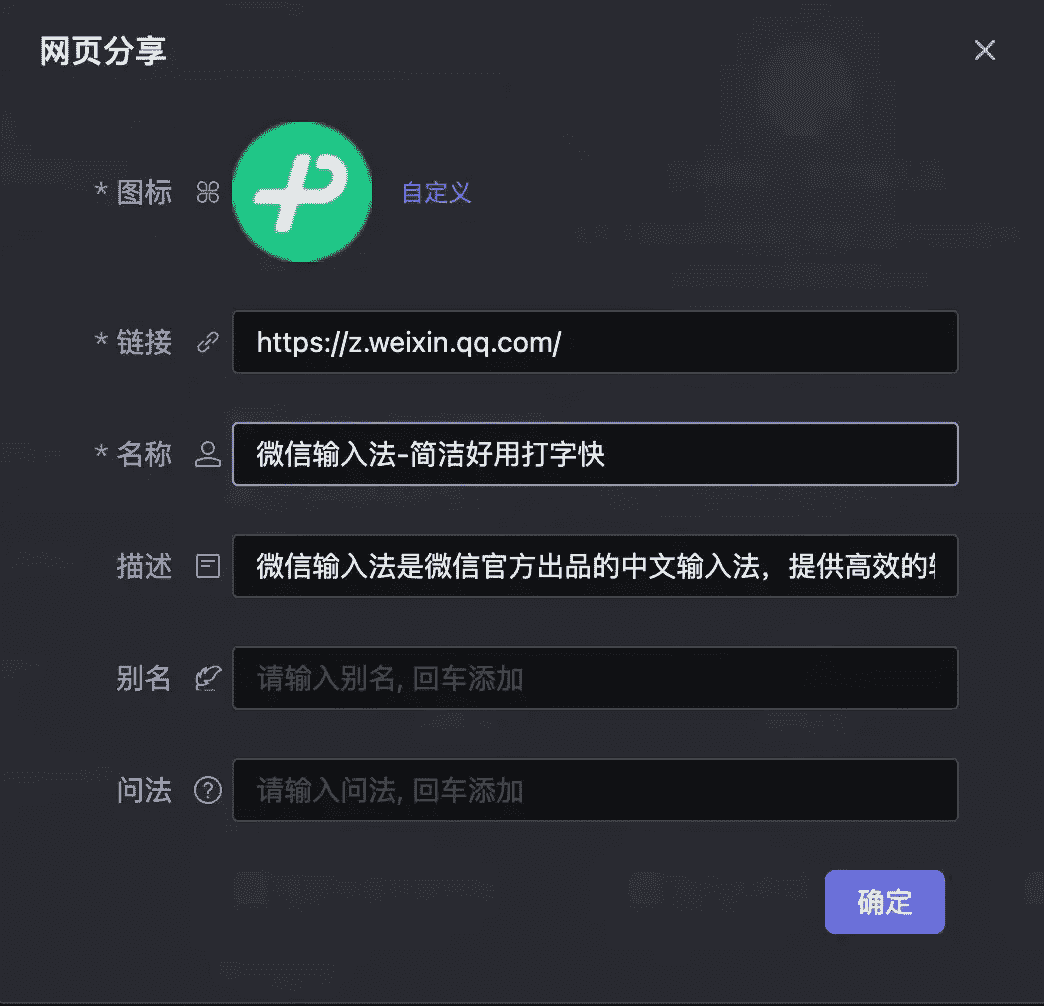 网页分享
* 图标 自定义
* 链接 https://z.weixin.qq.com/
* 名称 微信输入法-简洁好用打字快
描述 微信输入法是微信官方出品的中文输入法，提供高效的
别名 请输入别名, 回车添加
问法 请输入问法, 回车添加
确定